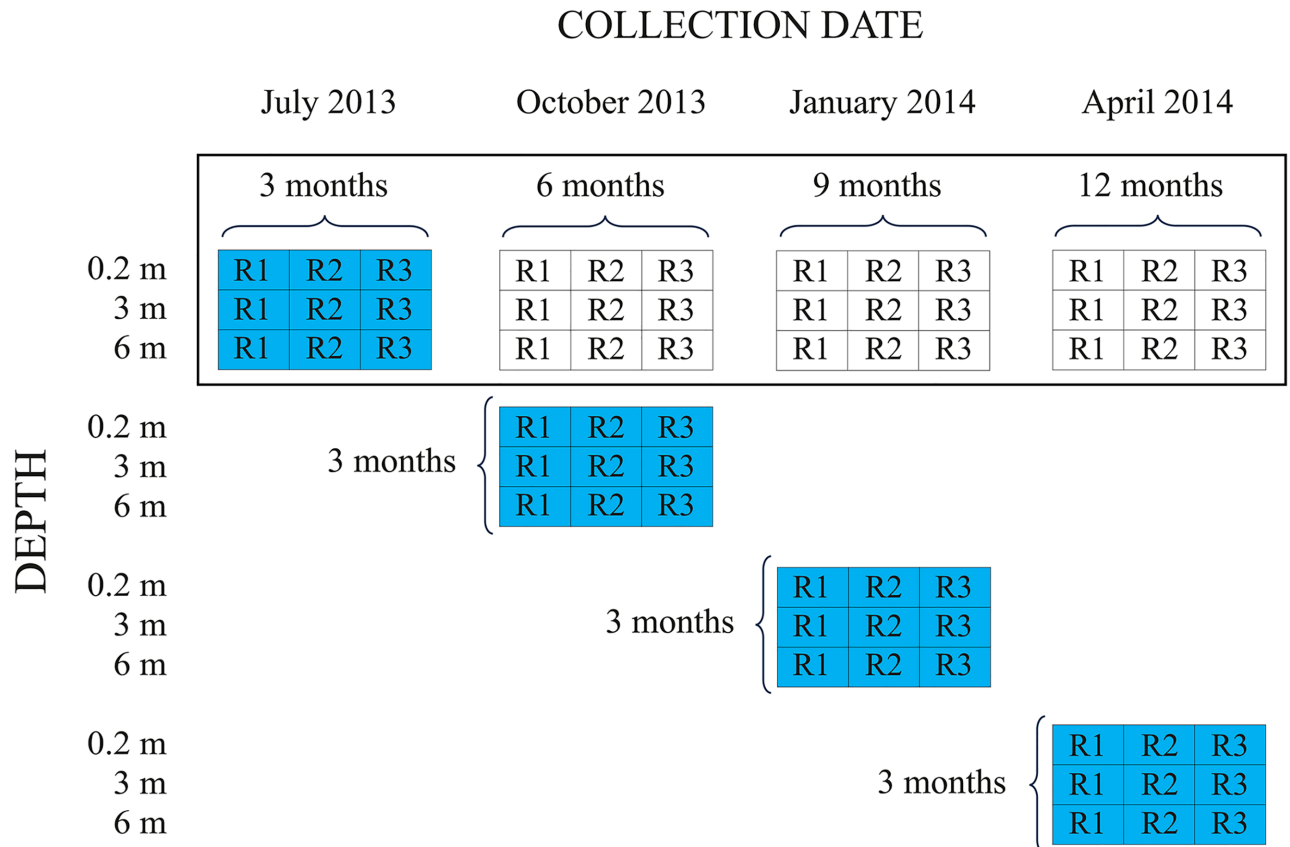 COLLECTION DATE
July 2013 October 2013 January 2014 April 2014
3 months 6 months 9 months 12 months
0.2 m R1 R2 R3 R1 R2 R3 R1 R2 R3 R1 R2 R3
3 m R1 R2 R3 R1 R2 R3 R1 R2 R3 R1 R2 R3
6 m R1 R2 R3 R1 R2 R3 R1 R2 R3 R1 R2 R3
DEPTH
0.2 m R1 R2 R3
3 m 3 months R1 R2 R3
6 m R1 R2 R3
0.2 m R1 R2 R3
3 m 3 months R1 R2 R3
6 m R1 R2 R3
0.2 m R1 R2 R3
3 m 3 months R1 R2 R3
6 m R1 R2 R3